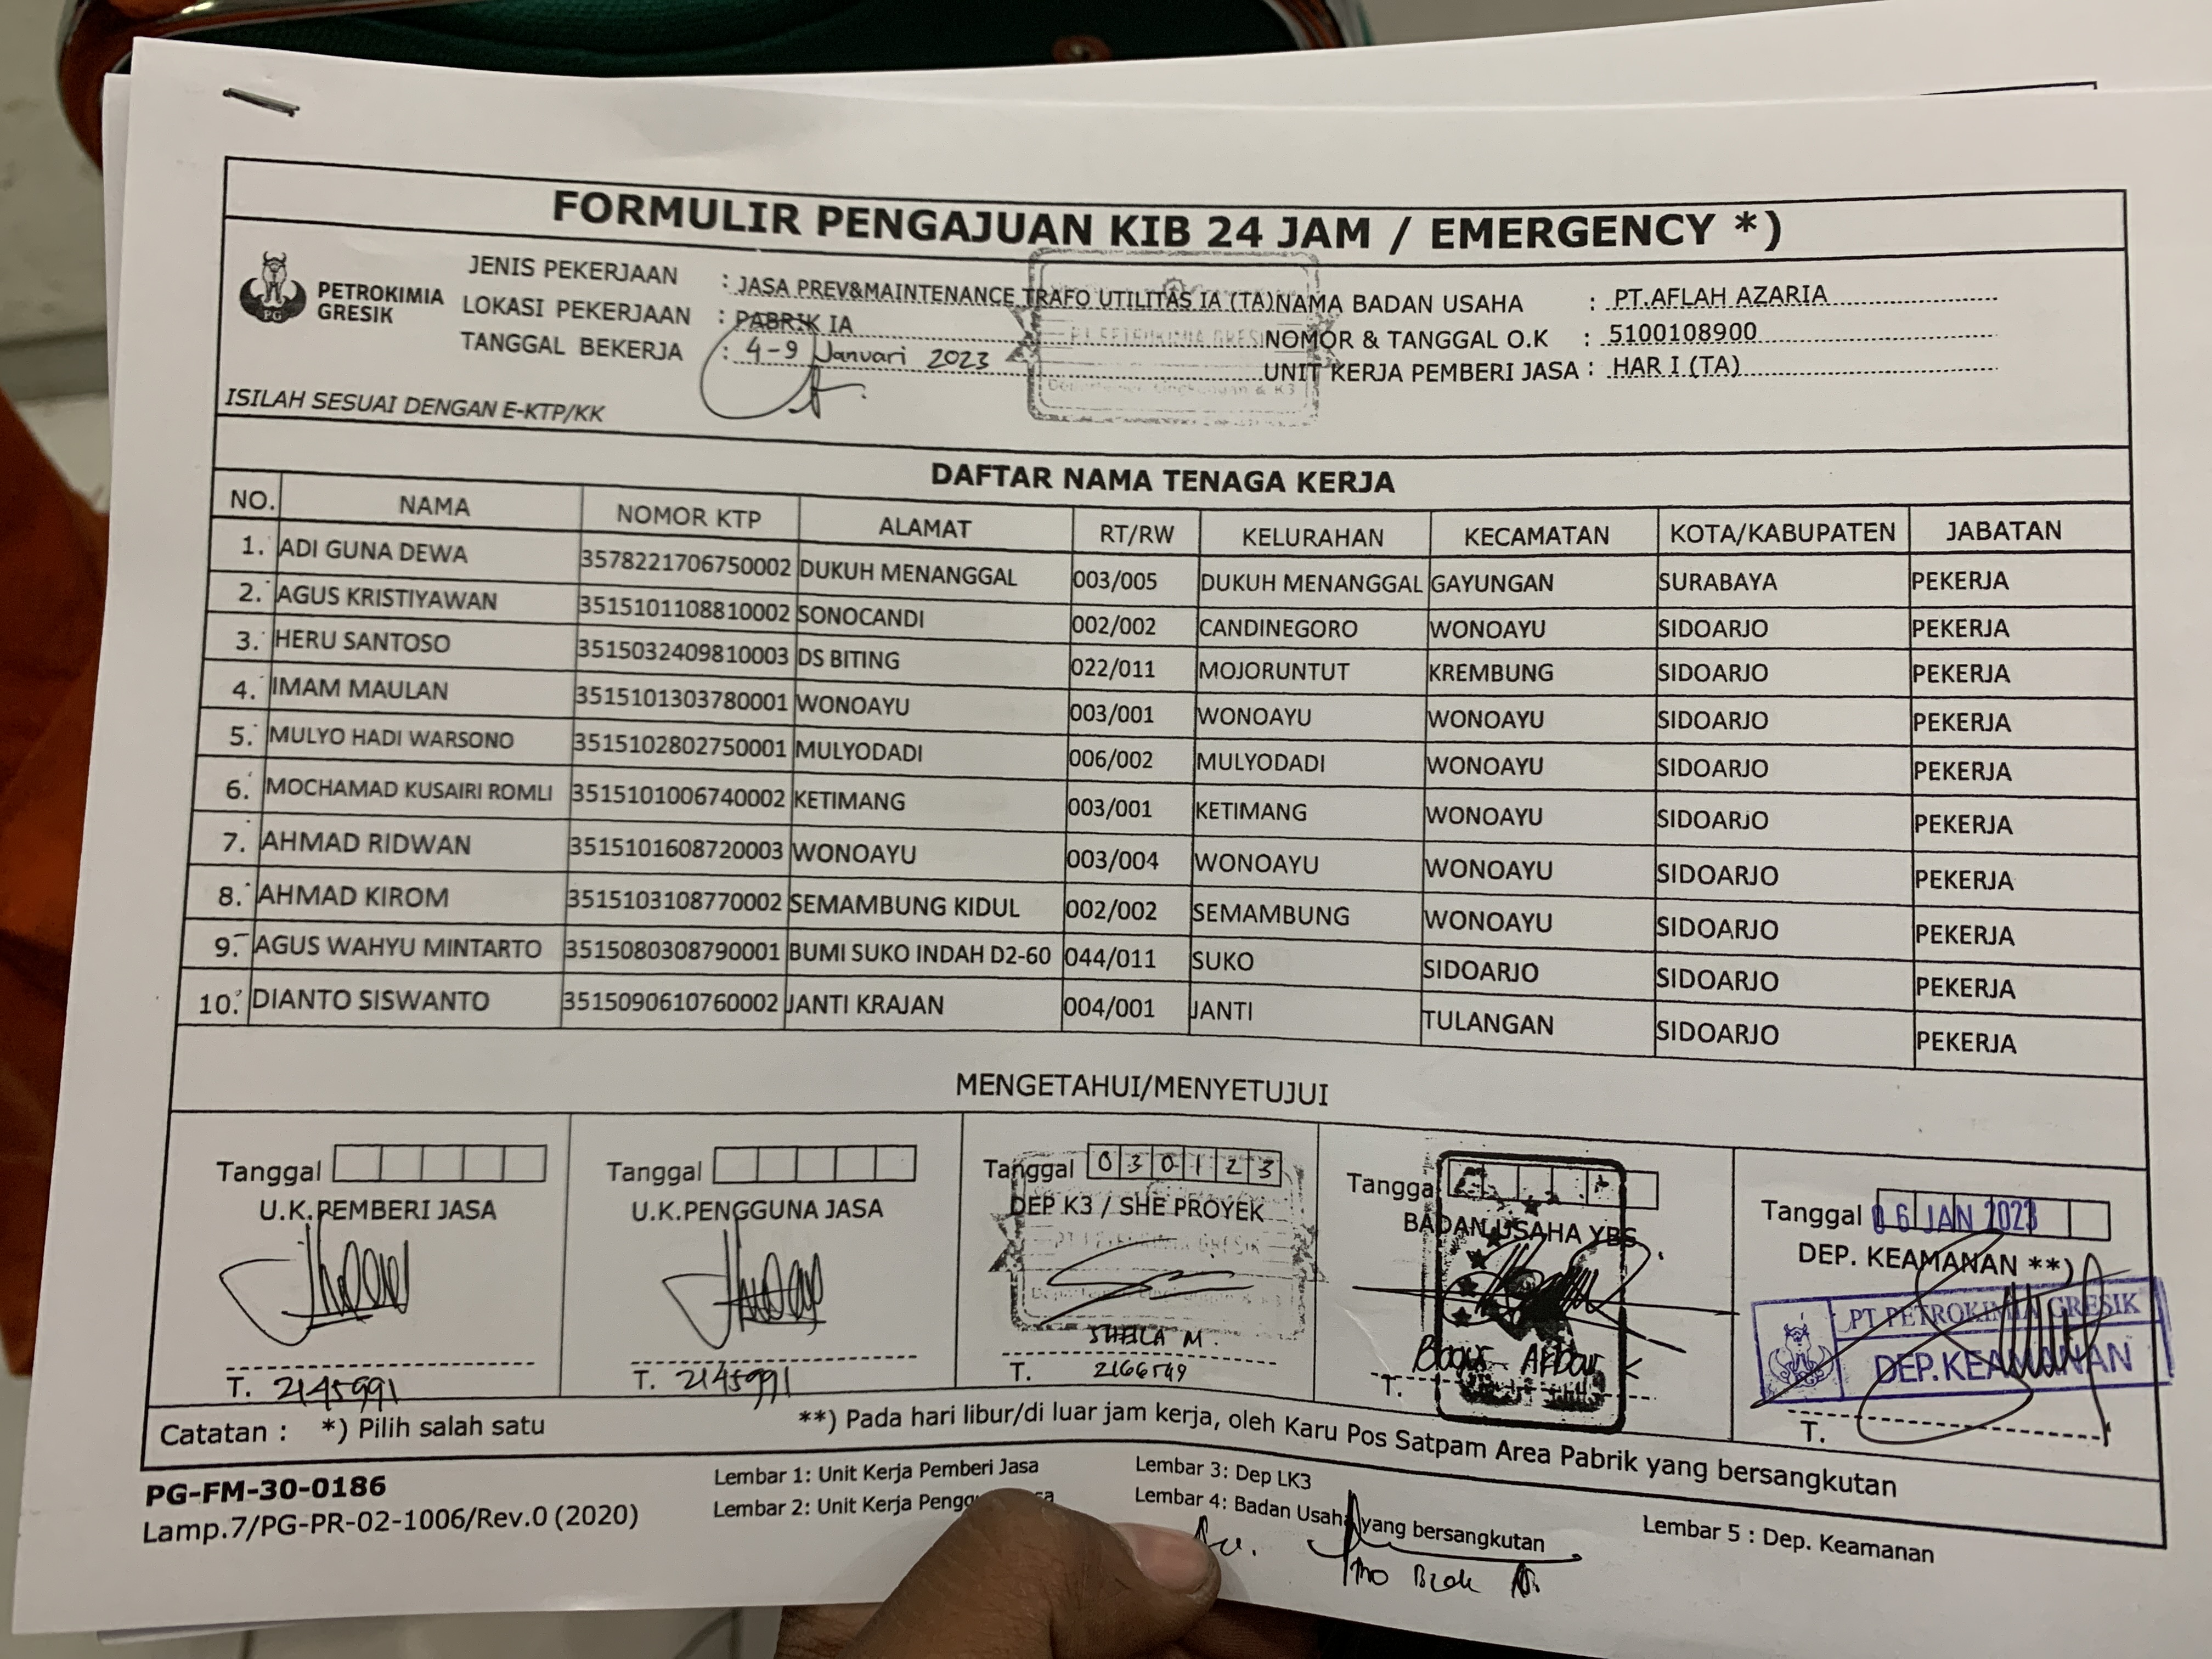 FORMULIR PENGAJUAN KIB 24 JAM / EMERGENCY *)
PETROKIMIA
GRESIK
JENIS PEKERJAAN : JASA PREV&MAINTENANCE TRAFO UTILITAS IA (TA) NAMA BADAN USAHA : PT. AFLAH AZARIA
LOKASI PEKERJAAN : PABRIK IA NOMOR & TANGGAL O.K : 5100108900
TANGGAL BEKERJA : 4-9 Januari 2023 UNIT KERJA PEMBERI JASA : HAR I (TA)
ISILAH SESUAI DENGAN E-KTP/KK
DAFTAR NAMA TENAGA KERJA
NO. NAMA NOMOR KTP ALAMAT RT/RW KELURAHAN KECAMATAN KOTA/KABUPATEN JABATAN
1. ADI GUNA DEWA 3578221706750002 DUKUH MENANGGAL 003/005 DUKUH MENANGGAL GAYUNGAN SURABAYA PEKERJA
2. AGUS KRISTIYAWAN 3515101108810002 SONOCANDI 002/002 CANDINEGORO WONOAYU SIDOARJO PEKERJA
3. HERU SANTOSO 3515032409810003 DS BITING 022/011 MOJORUNTUT KREMBUNG SIDOARJO PEKERJA
4. IMAM MAULAN 3515101303780001 WONOAYU 003/001 WONOAYU WONOAYU SIDOARJO PEKERJA
5. MULYO HADI WARSONO 3515102802750001 MULYODADI 006/002 MULYODADI WONOAYU SIDOARJO PEKERJA
6. MOCHAMAD KUSAIRI ROMLI 3515101006740002 KETIMANG 003/001 KETIMANG WONOAYU SIDOARJO PEKERJA
7. AHMAD RIDWAN 3515101608720003 WONOAYU 003/004 WONOAYU WONOAYU SIDOARJO PEKERJA
8. AHMAD KIROM 3515103108770002 SEMAMBUNG KIDUL 002/002 SEMAMBUNG WONOAYU SIDOARJO PEKERJA
9. AGUS WAHYU MINTARTO 3515080308790001 BUMI SUKO INDAH D2-60 044/011 SUKO SIDOARJO SIDOARJO PEKERJA
10. DIANTO SISWANTO 3515090610760002 JANTI KRAJAN 004/001 JANTI TULANGAN SIDOARJO PEKERJA
MENGETAHUI/MENYETUJUI
Tanggal
U.K.PEMBERI JASA
T.
Tanggal
U.K.PENGGUNA JASA
T.
Tanggal 030123
DEP K3 / SHE PROYEK
T. 2166549
Tanggal
BADAN USAHA YBS
T.
Tanggal 06 JAN 2023
DEP. KEAMANAN **)
PT PETROKIMIA GRESIK
DEP.KEAMANAN
T.
Catatan : *) Pilih salah satu **) Pada hari libur/di luar jam kerja, oleh Karu Pos Satpam Area Pabrik yang bersangkutan
PG-FM-30-0186
Lamp.7/PG-PR-02-1006/Rev.0 (2020)
Lembar 1: Unit Kerja Pemberi Jasa
Lembar 2: Unit Kerja
Lembar 3: Dep LK3
Lembar 4: Badan Usaha yang bersangkutan
Lembar 5 : Dep. Keamanan